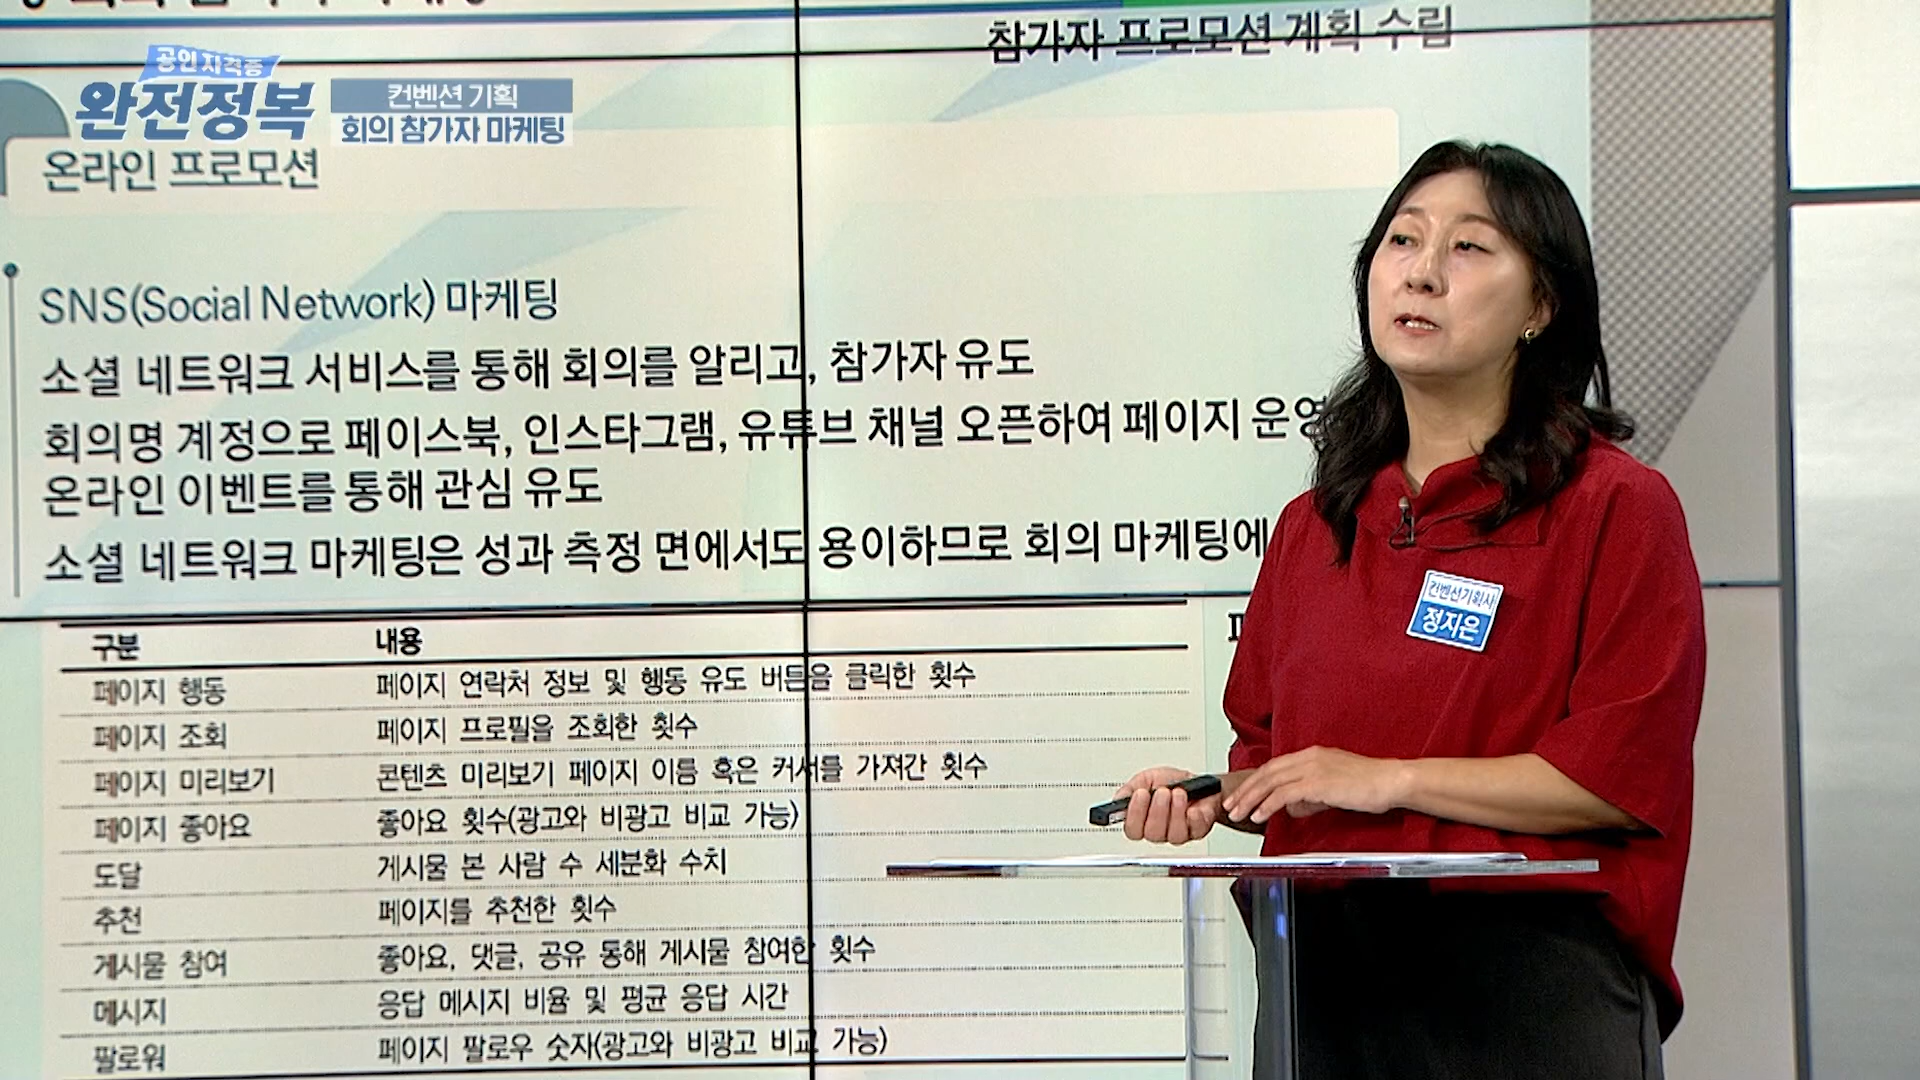 참가자 프로모션 계획 수립
공인 자격증
완전정복
컨벤션 기획
회의 참가자 마케팅
온라인 프로모션
SNS(Social Network) 마케팅
소셜 네트워크 서비스를 통해 회의를 알리고, 참가자 유도
회의명 계정으로 페이스북, 인스타그램, 유튜브 채널 오픈하여 페이지 운영
온라인 이벤트를 통해 관심 유도
소셜 네트워크 마케팅은 성과 측정 면에서도 용이하므로 회의 마케팅에
구분 내용
페이지 행동 페이지 연락처 정보 및 행동 유도 버튼을 클릭한 횟수
페이지 조회 페이지 프로필을 조회한 횟수
페이지 미리보기 콘텐츠 미리보기 페이지 이름 혹은 커서를 가져간 횟수
페이지 좋아요 좋아요 횟수(광고와 비광고 비교 가능)
도달 게시물 본 사람 수 세분화 수치
추천 페이지를 추천한 횟수
게시물 참여 좋아요, 댓글, 공유 통해 게시물 참여한 횟수
메시지 응답 메시지 비율 및 평균 응답 시간
팔로워 페이지 팔로우 숫자(광고와 비광고 비교 가능)
컨벤션기획사
정지은